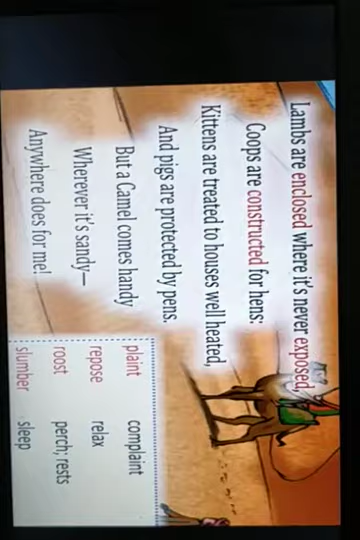 Lambs are enclosed where it's never exposed,
Coops are constructed for hens:
Kittens are treated to houses well heated,
And pigs are protected by pens.
But a Camel comes handy
Wherever it's sandy—
Anywhere does for me!
plaint complaint
repose relax
roost perch; rests
slumber sleep